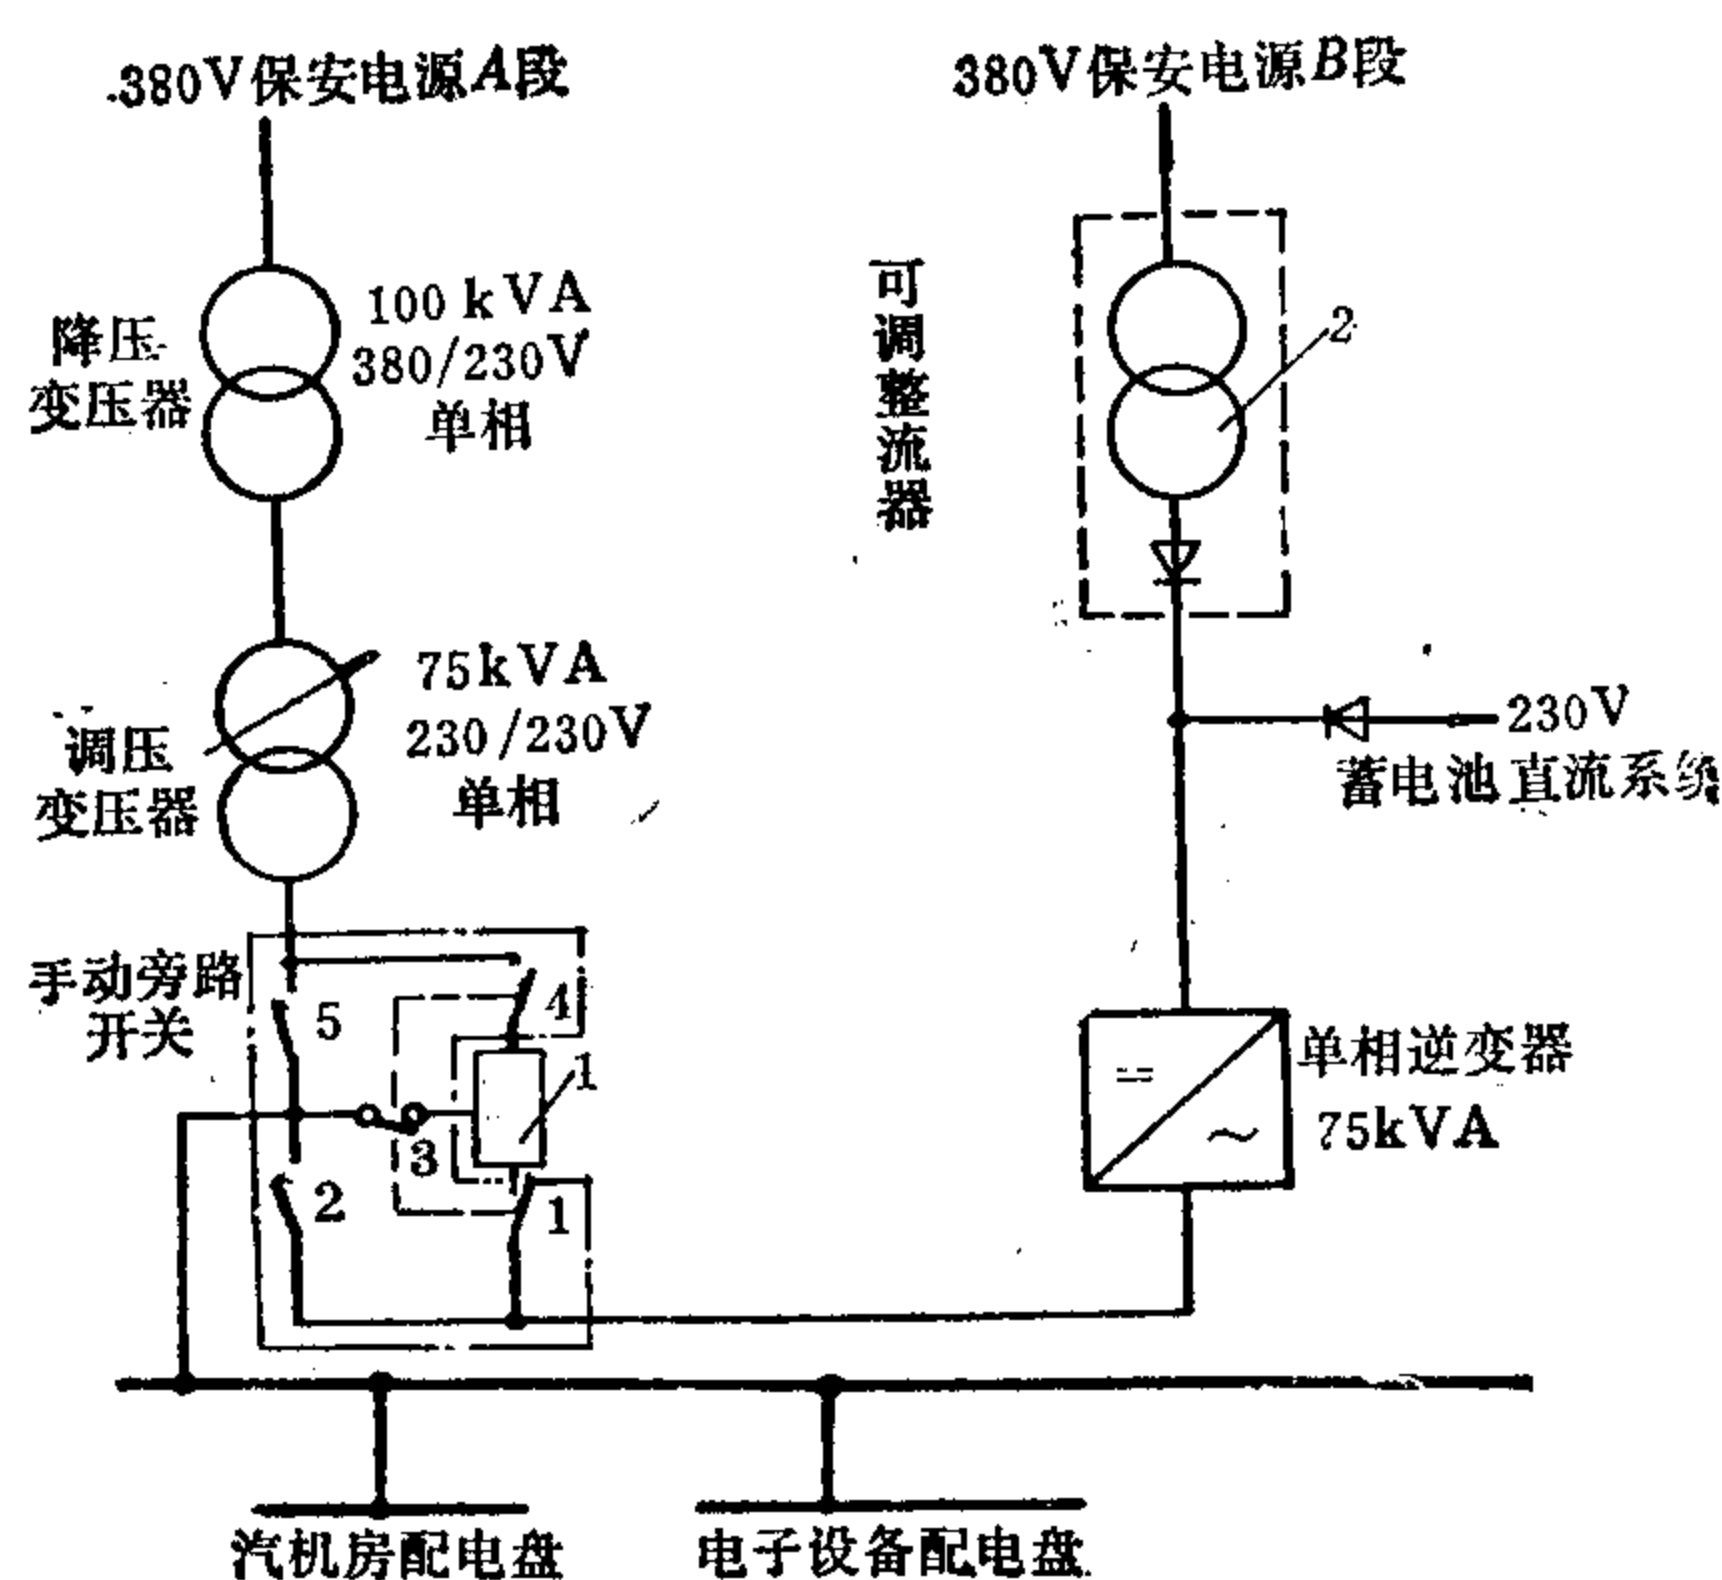 380V保安电源A段
380V保安电源B段
降压
变压器
100kVA
380/230V
单相
可调整流器
2
调压
变压器
75kVA
230/230V
单相
230V
蓄电池直流系统
手动旁路
开关
5
4
1
3
2
1
单相逆变器
75kVA
=
~
汽机房配电盘
电子设备配电盘